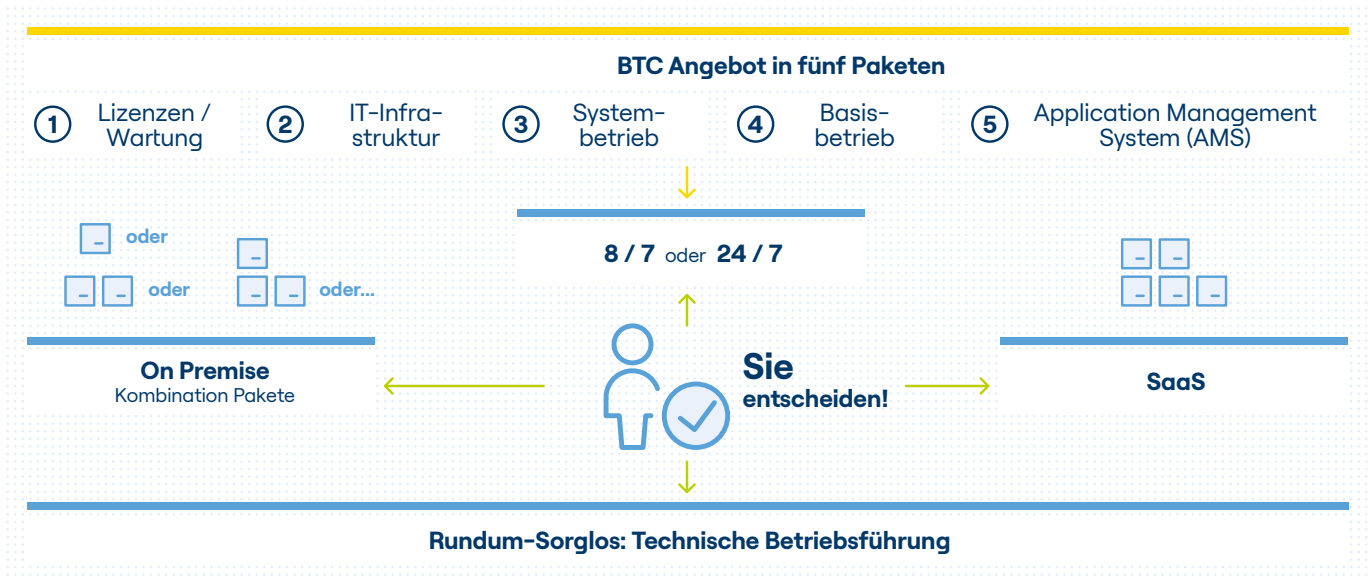 BTC Angebot in fünf Paketen
1 Lizenzen /
Wartung
2 IT-Infra-
struktur
3 System-
betrieb
4 Basis-
betrieb
5 Application Management
System (AMS)
oder
oder
oder...
8 / 7 oder 24 / 7
On Premise
Kombination Pakete
Sie
entscheiden!
SaaS
Rundum-Sorglos: Technische Betriebsführung